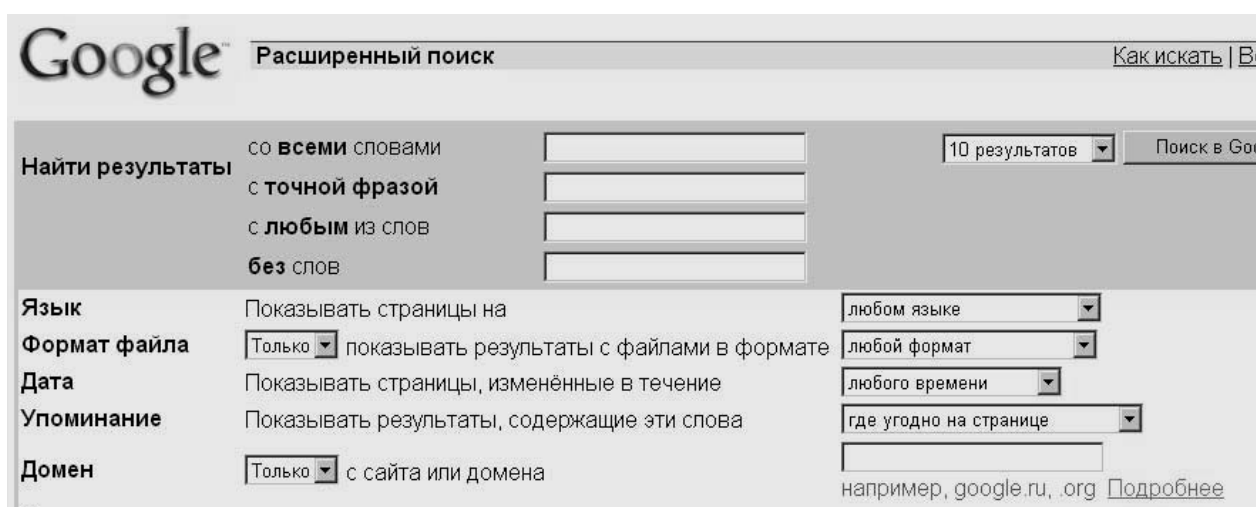 Google™ Расширенный поиск Как искать |
Найти результаты
со всеми словами 10 результатов Поиск в
с точной фразой
с любым из слов
без слов
Язык Показывать страницы на любом языке
Формат файла Только показывать результаты с файлами в формате любой формат
Дата Показывать страницы, изменённые в течение любого времени
Упоминание Показывать результаты, содержащие эти слова где угодно на странице
Домен Только с сайта или домена
например, google.ru, .org Подробнее